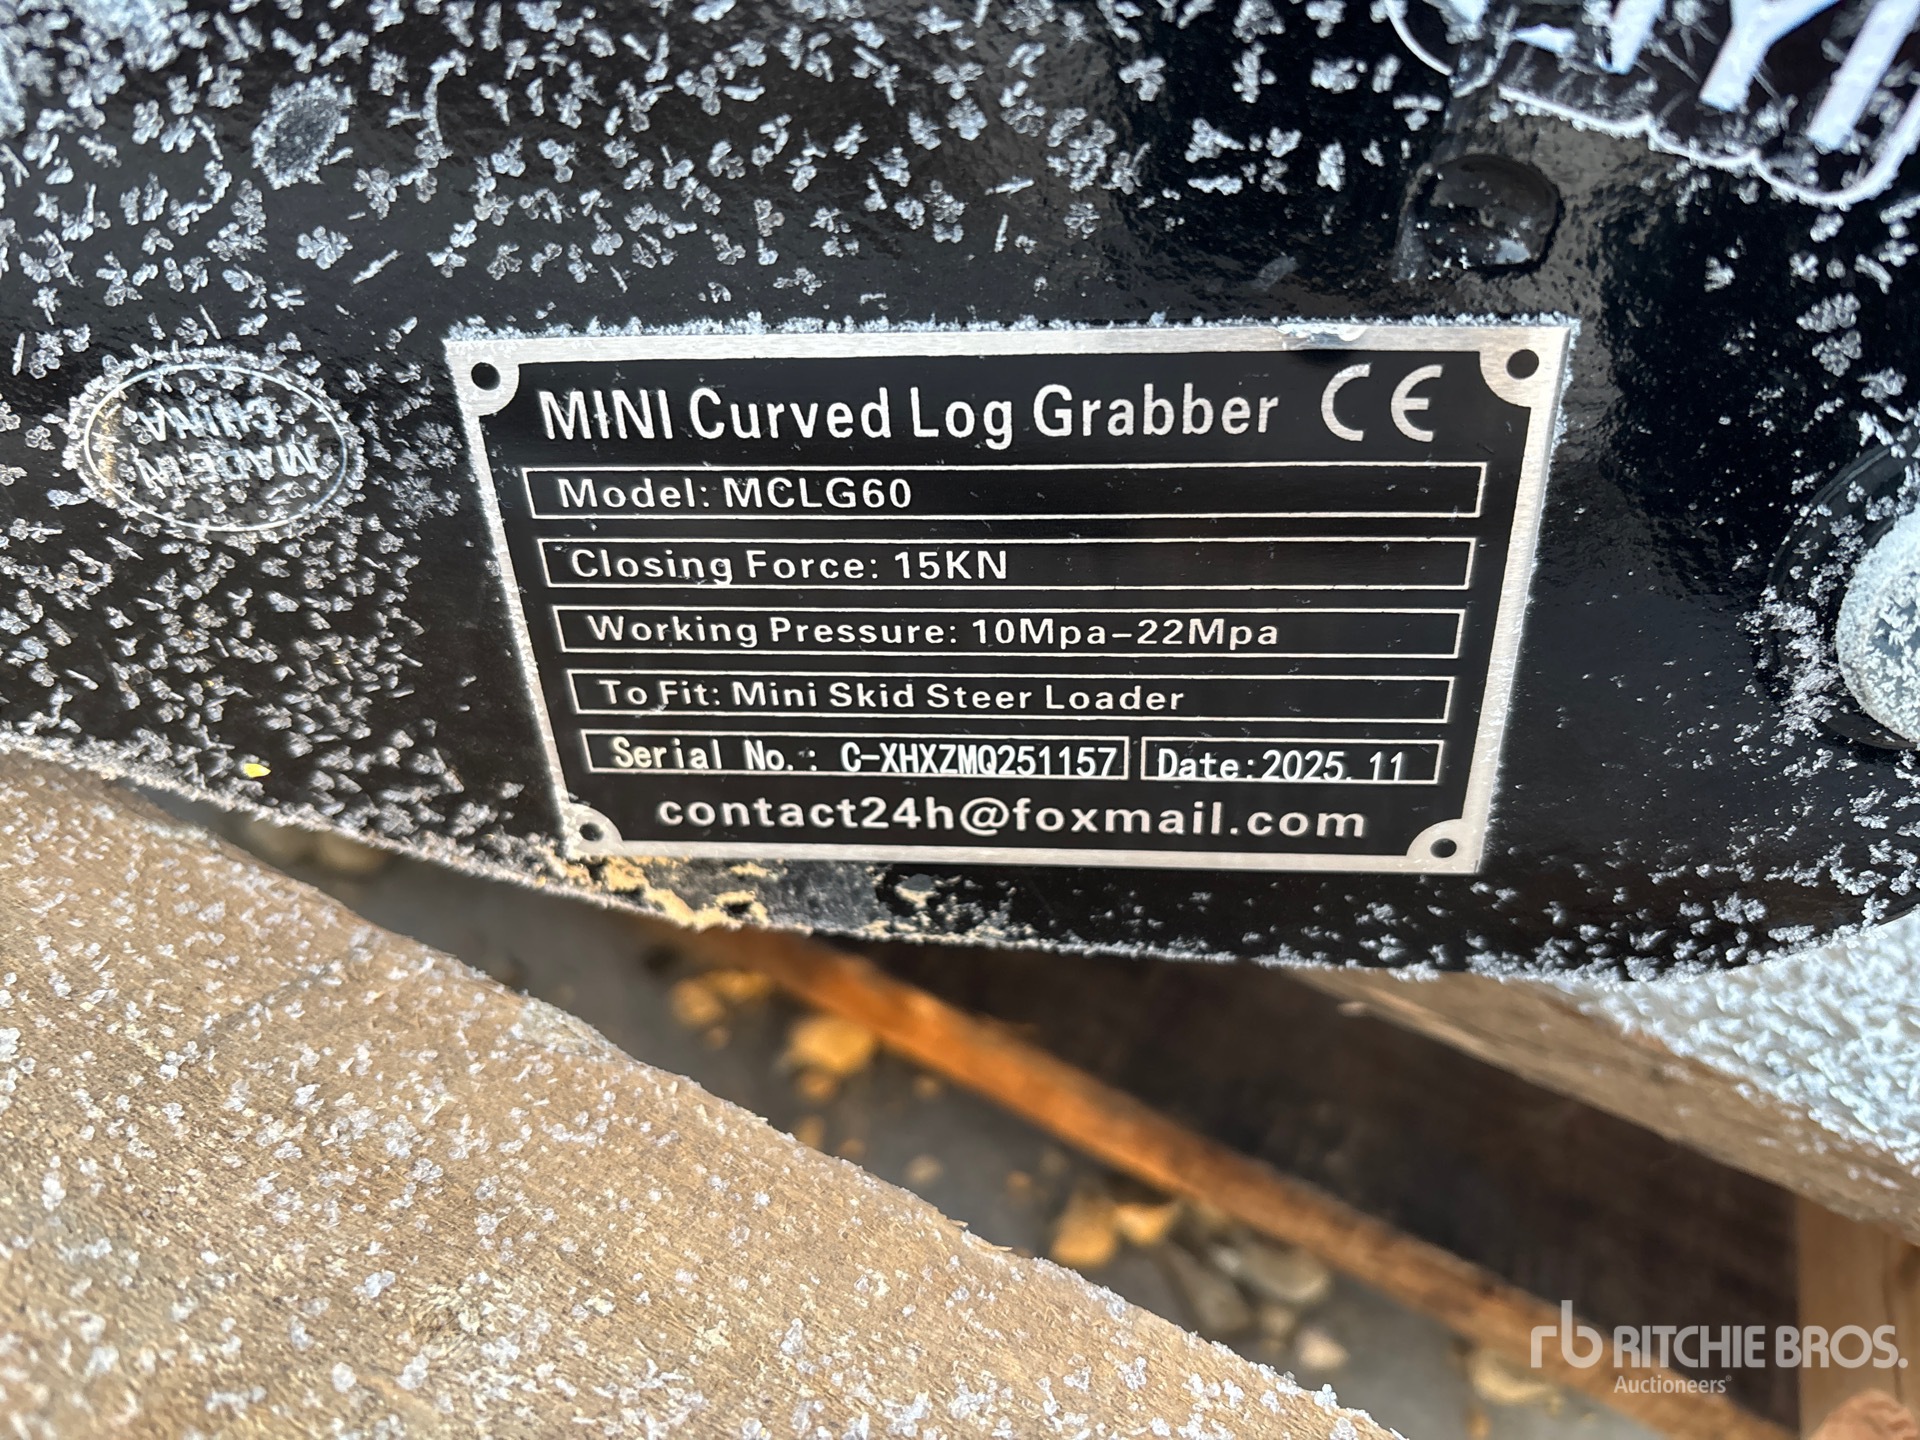 MINI Curved Log Grabber CE
Model: MCLG60
Closing Force: 15KN
Working Pressure: 10Mpa-22Mpa
To Fit: Mini Skid Steer Loader
Serial No.: C-XHXZMQ251157 Date:2025.11
contact24h@foxmail.com
MADE IN
CHINA
rb RITCHIE BROS.
Auctioneers